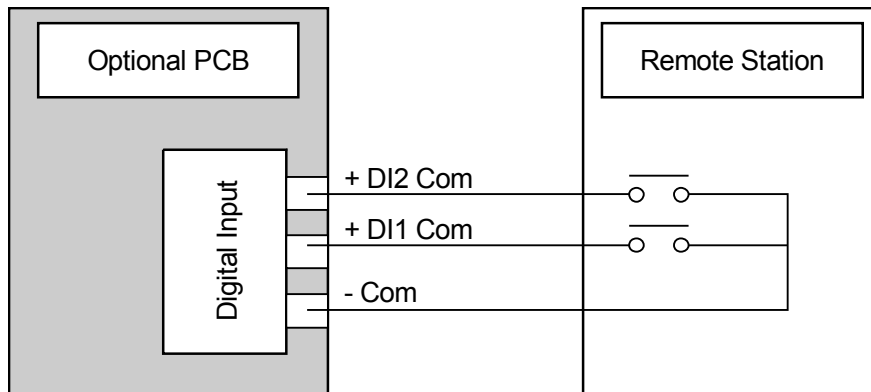 Optional PCB
Remote Station
Digital Input
+ DI2 Com
+ DI1 Com
- Com